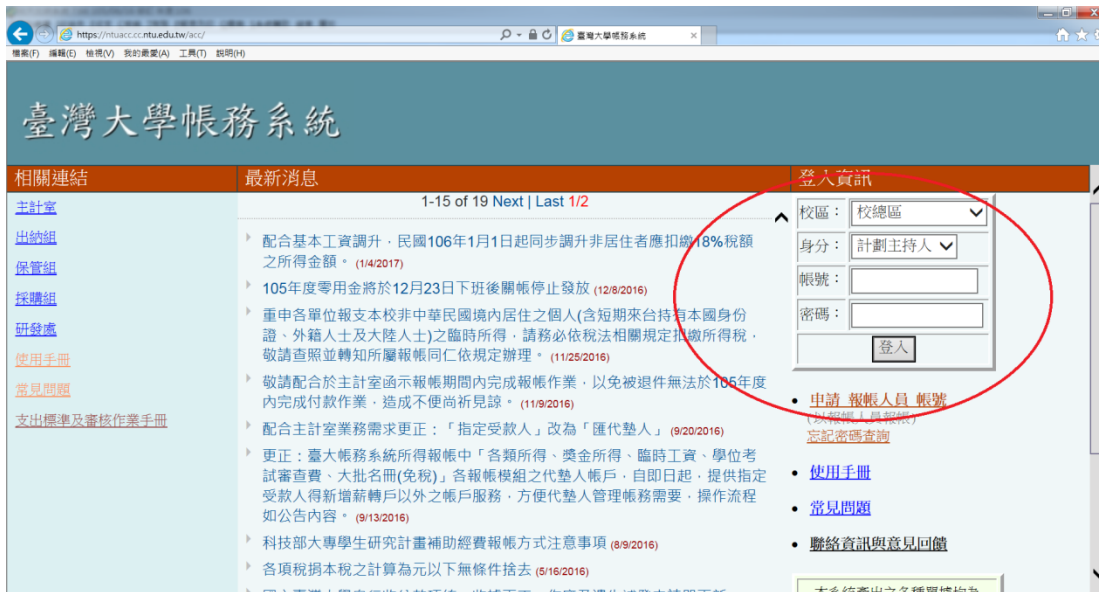 https://ntuacc.cc.ntu.edu.tw/acc/
臺灣大學帳務系統
檔案(F) 編輯(E) 檢視(V) 我的最愛(A) 工具(T) 說明(H)
臺灣大學帳務系統
相關連結
主計室
出納組
保管組
採購組
研發處
使用手冊
常見問題
支出標準及審核作業手冊
最新消息
1-15 of 19 Next | Last 1/2
配合基本工資調升，民國106年1月1日起同步調升非居住者應扣繳18%稅額
之所得金額。 (1/4/2017)
105年度零用金將於12月23日下班後關帳停止發放 (12/8/2016)
重申各單位報支本校非中華民國境內居住之個人(含短期來台持有本國身份
證、外籍人士及大陸人士)之臨時所得，請務必依稅法相關規定扣繳所得稅，
敬請查照並轉知所屬報帳同仁依規定辦理。 (11/25/2016)
敬請配合於主計室函示報帳期間內完成報帳作業，以免被退件無法於105年度
內完成付款作業，造成不便尚祈見諒。 (11/9/2016)
配合主計室業務需求更正：「指定受款人」改為「匯代墊人」 (9/20/2016)
更正：臺大帳務系統所得報帳中「各類所得、獎金所得、臨時工資、學位考
試審查費、大批名冊(免稅)」各報帳模組之代墊人帳戶，自即日起，提供指定
受款人得新增薪轉戶以外之帳戶服務，方便代墊人管理帳務需要，操作流程
如公告內容。 (9/13/2016)
科技部大專學生研究計畫補助經費報帳方式注意事項 (8/9/2016)
各項稅捐本稅之計算為元以下無條件捨去 (5/16/2016)
登入資訊
校區： 校總區
身分： 計劃主持人
帳號：
密碼：
登入
申請 報帳人員 帳號
(以報帳人員報帳)
忘記密碼查詢
使用手冊
常見問題
聯絡資訊與意見回饋
本系統產出之各種單據均為